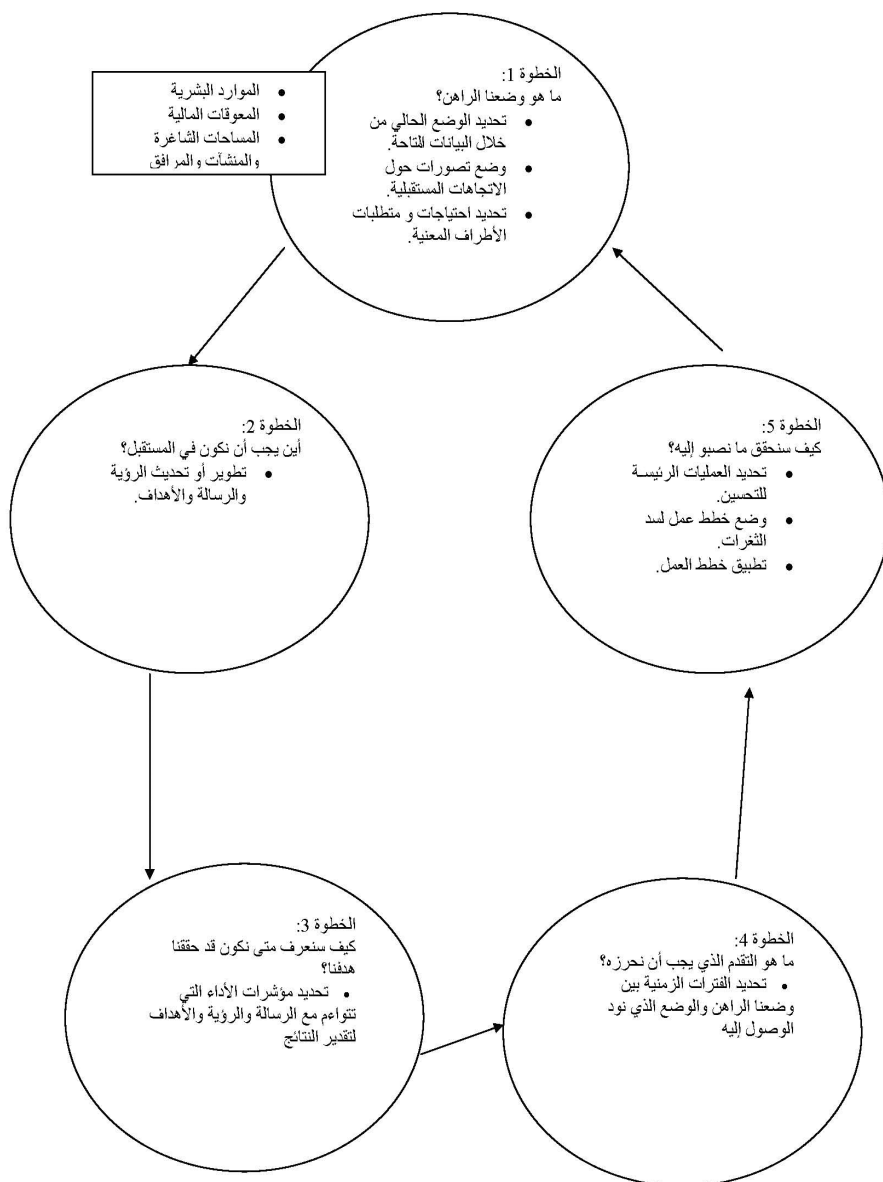 الموارد البشرية
المعوقات المالية
المساحات الشاغرة
والمنشآت والمرافق
الخطوة 1:
ما هو وضعنا الراهن؟
تحديد الوضع الحالي من
خلال البيانات التاحة.
وضع تصورات حول
الاتجاهات المستقبلية.
تحديد احتياجات و متطلبات
الأطراف المعنية.
الخطوة 2:
أين يجب أن نكون في المستقبل؟
تطوير أو تحديث الرؤية
والرسالة والأهداف.
الخطوة 3:
كيف سنعرف متى نكون قد حققنا
هدفنا؟
تحديد مؤشرات الأداء التي
تتواءم مع الرسالة والرؤية والأهداف
لتقدير النتائج
الخطوة 4:
ما هو التقدم الذي يجب أن نحرزه؟
تحديد الفترات الزمنية بين
وضعنا الراهن والوضع الذي نود
الوصول إليه
الخطوة 5:
كيف سنحقق ما نصبو إليه؟
تحديد العمليات الرئيسة
للتحسين.
وضع خطط عمل لسد
الثغرات.
تطبيق خطط العمل.